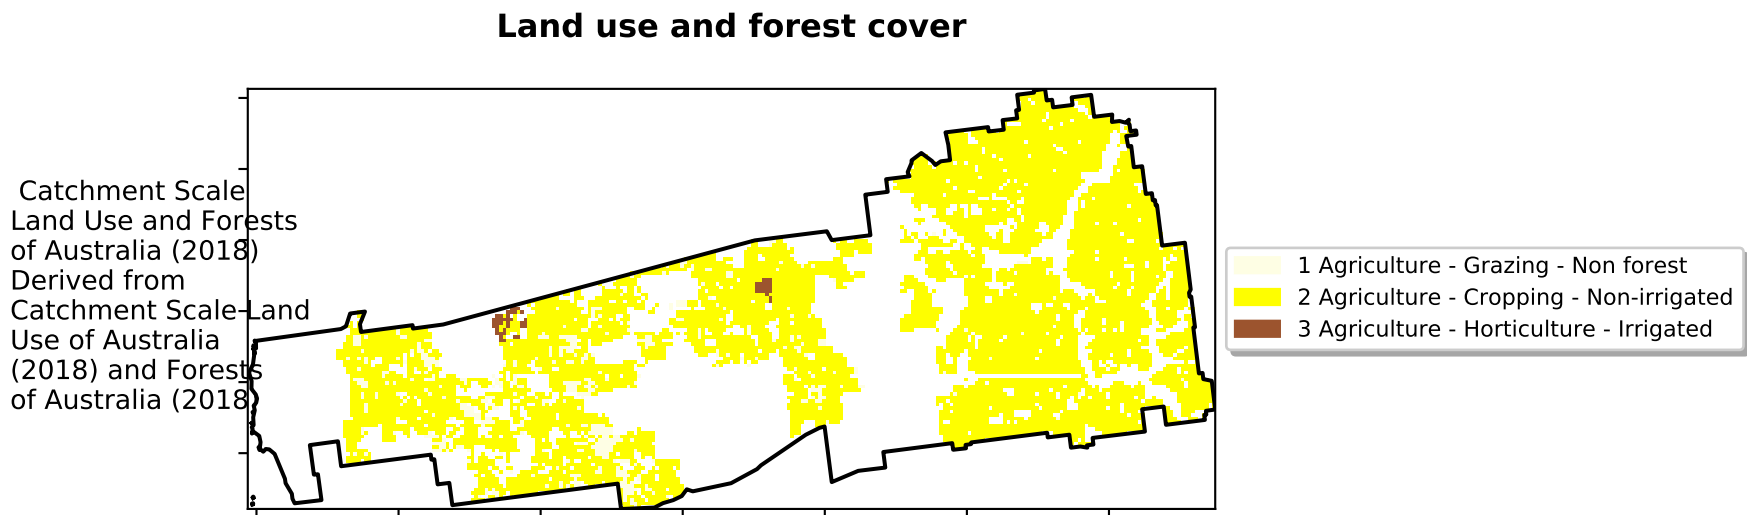 Land use and forest cover
Catchment Scale
Land Use and Forests
of Australia (2018)
Derived from
Catchment Scale Land
Use of Australia
(2018) and Forests
of Australia (2018)
1 Agriculture - Grazing - Non forest
2 Agriculture - Cropping - Non-irrigated
3 Agriculture - Horticulture - Irrigated